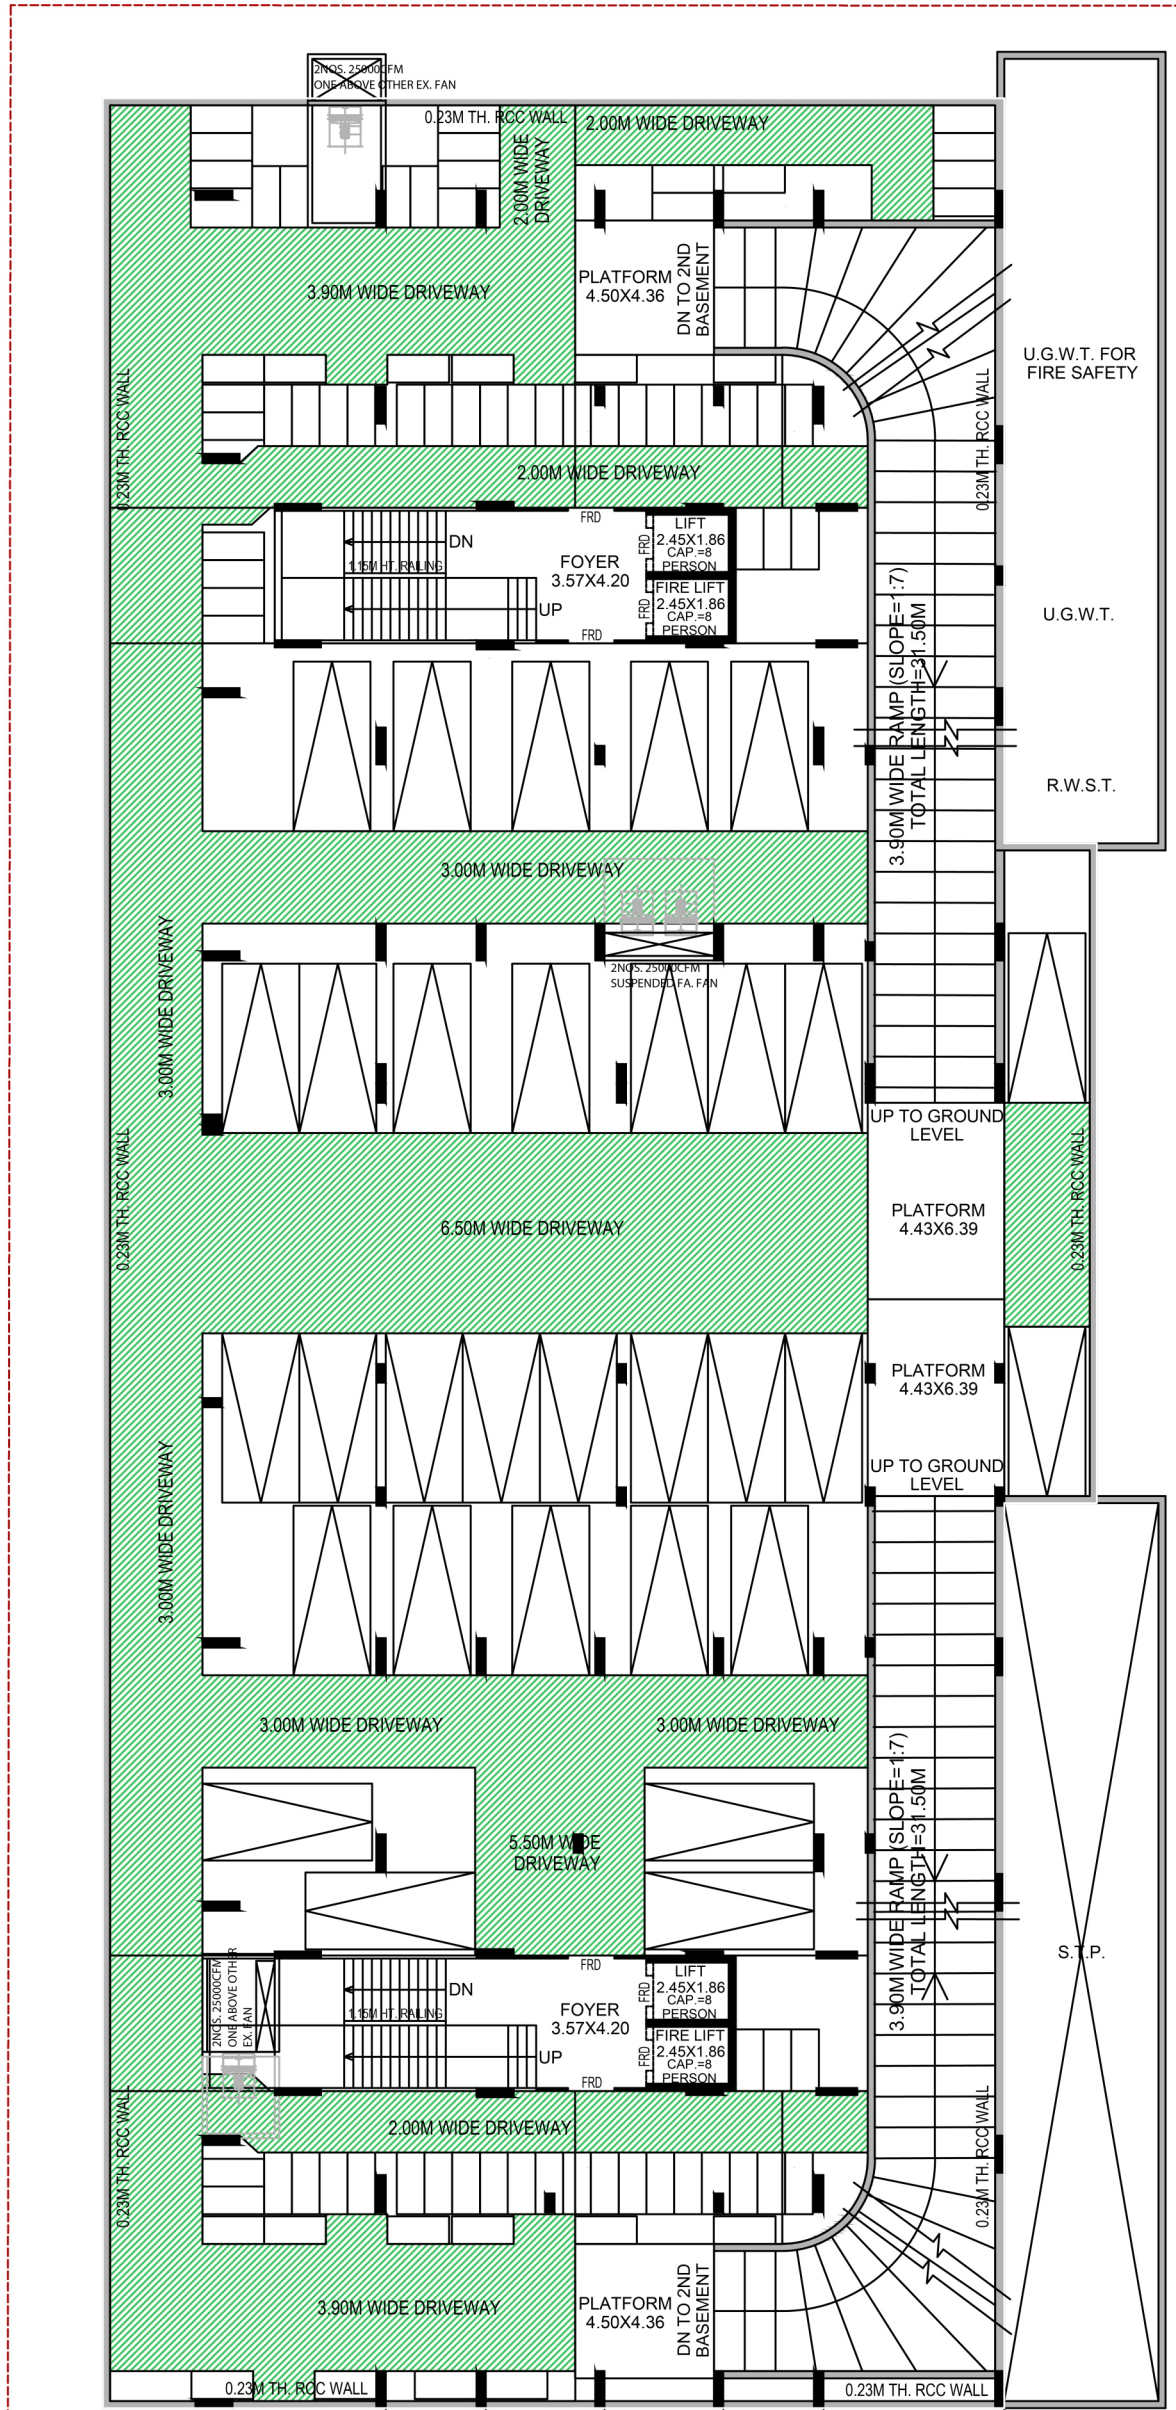 2NOS. 25000CFM
ONE ABOVE OTHER EX. FAN
0.23M TH. RCC WALL
2.00M WIDE
DRIVEWAY
2.00M WIDE DRIVEWAY
3.90M WIDE DRIVEWAY
PLATFORM
4.50X4.36
DN TO 2ND
BASEMENT
U.G.W.T. FOR
FIRE SAFETY
0.23M TH. RCC WALL
0.23M TH. RCC WALL
2.00M WIDE DRIVEWAY
FRD
DN
1.15M HT. RAILING
UP
FOYER
3.57X4.20
FRD
LIFT
2.45X1.86
CAP.=8
PERSON
FRD
FIRE LIFT
2.45X1.86
CAP.=8
PERSON
FRD
3.90M WIDE RAMP (SLOPE=1:7)
TOTAL LENGTH=31.50M
U.G.W.T.
R.W.S.T.
3.00M WIDE DRIVEWAY
3.00M WIDE DRIVEWAY
2NOS. 25000CFM
SUSPENDED FA. FAN
UP TO GROUND
LEVEL
0.23M TH. RCC WALL
6.50M WIDE DRIVEWAY
PLATFORM
4.43X6.39
0.23M TH. RCC WALL
PLATFORM
4.43X6.39
UP TO GROUND
LEVEL
3.00M WIDE DRIVEWAY
3.00M WIDE DRIVEWAY
3.00M WIDE DRIVEWAY
5.50M WIDE
DRIVEWAY
3.90M WIDE RAMP (SLOPE=1:7)
TOTAL LENGTH=31.50M
S.T.P.
2NOS. 25000CFM
ONE ABOVE OTHER
EX. FAN
FRD
DN
1.15M HT. RAILING
UP
FOYER
3.57X4.20
FRD
LIFT
2.45X1.86
CAP.=8
PERSON
FRD
FIRE LIFT
2.45X1.86
CAP.=8
PERSON
FRD
2.00M WIDE DRIVEWAY
0.23M TH. RCC WALL
0.23M TH. RCC WALL
3.90M WIDE DRIVEWAY
PLATFORM
4.50X4.36
DN TO 2ND
BASEMENT
0.23M TH. RCC WALL
0.23M TH. RCC WALL